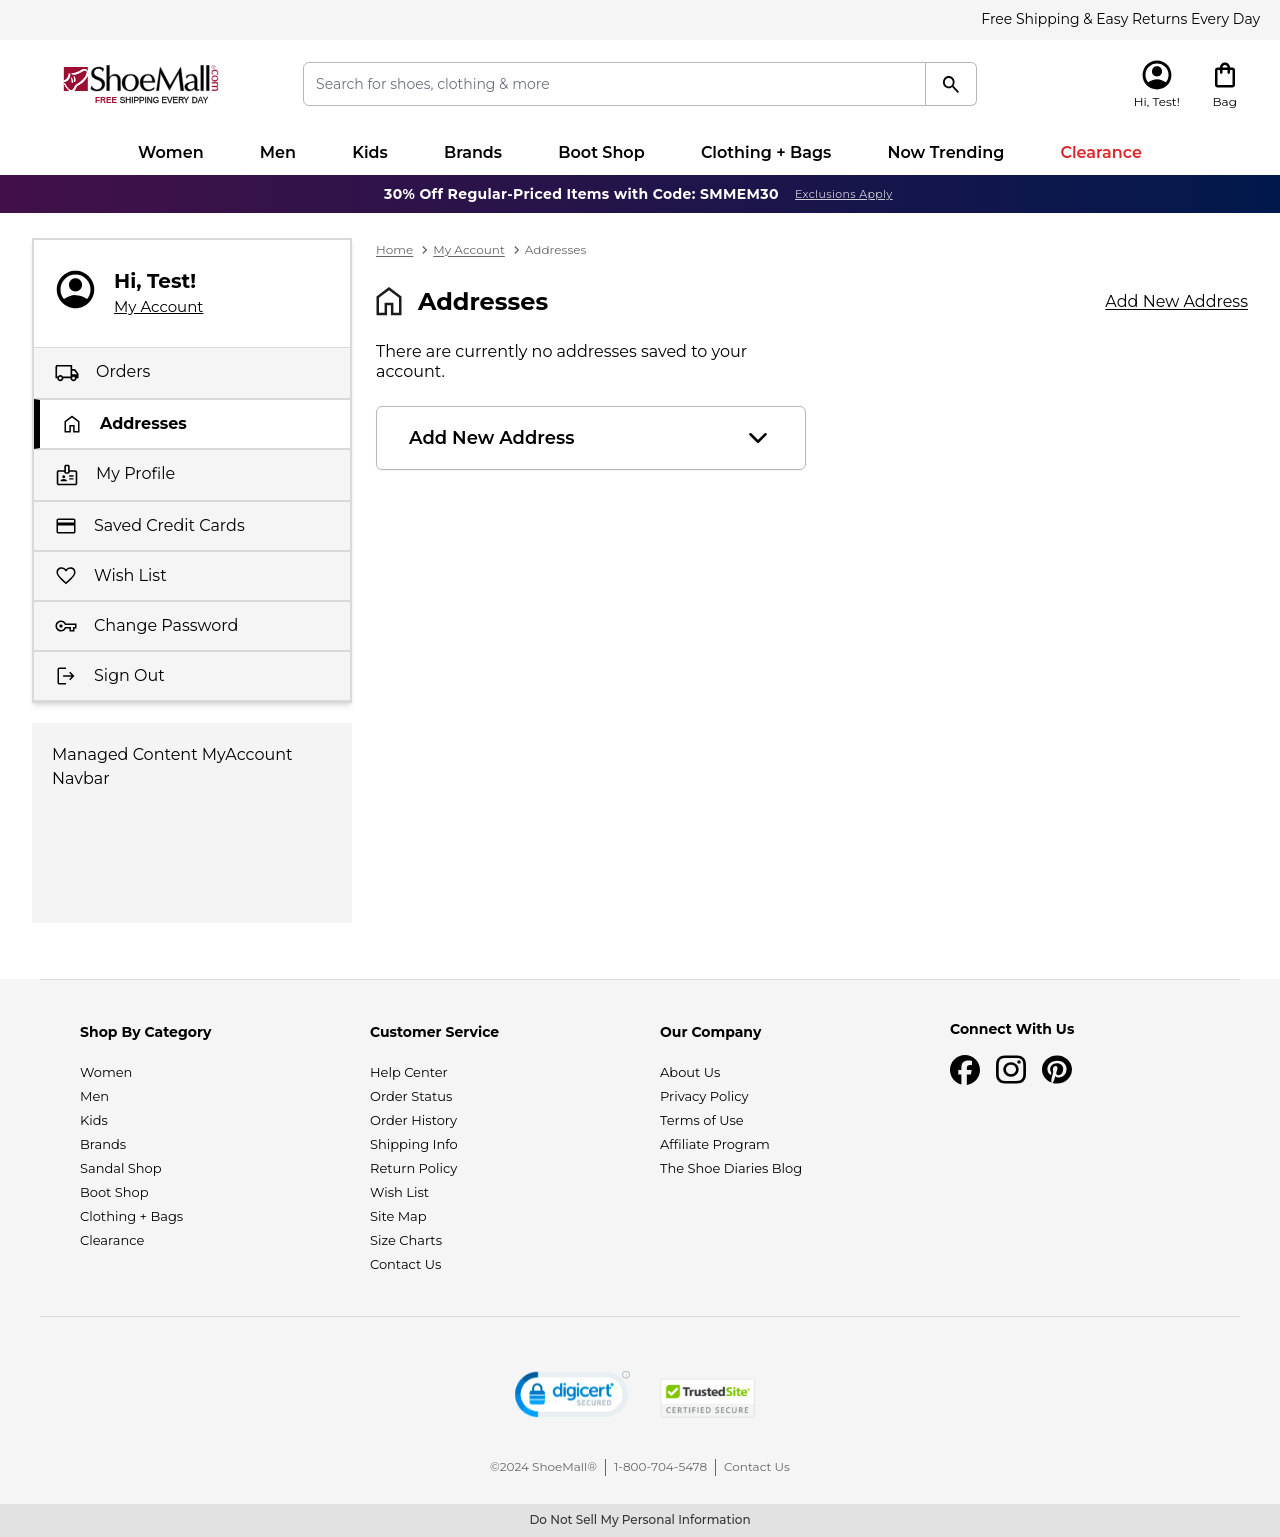 Free Shipping & Easy Returns Every Day
ShoeMall®.com
FREE SHIPPING EVERY DAY
Search for shoes, clothing & more
Hi, Test!
Bag
Women
Men
Kids
Brands
Boot Shop
Clothing + Bags
Now Trending
Clearance
30% Off Regular-Priced Items with Code: SMMEM30 Exclusions Apply
Hi, Test!
My Account
Orders
Addresses
My Profile
Saved Credit Cards
Wish List
Change Password
Sign Out
Managed Content MyAccount
Navbar
Home > My Account > Addresses
Addresses
Add New Address
There are currently no addresses saved to your
account.
Add New Address
Shop By Category
Women
Men
Kids
Brands
Sandal Shop
Boot Shop
Clothing + Bags
Clearance
Customer Service
Help Center
Order Status
Order History
Shipping Info
Return Policy
Wish List
Site Map
Size Charts
Contact Us
Our Company
About Us
Privacy Policy
Terms of Use
Affiliate Program
The Shoe Diaries Blog
Connect With Us
digicert
SECURED
TrustedSite
CERTIFIED SECURE
©2024 ShoeMall® | 1-800-704-5478 | Contact Us
Do Not Sell My Personal Information